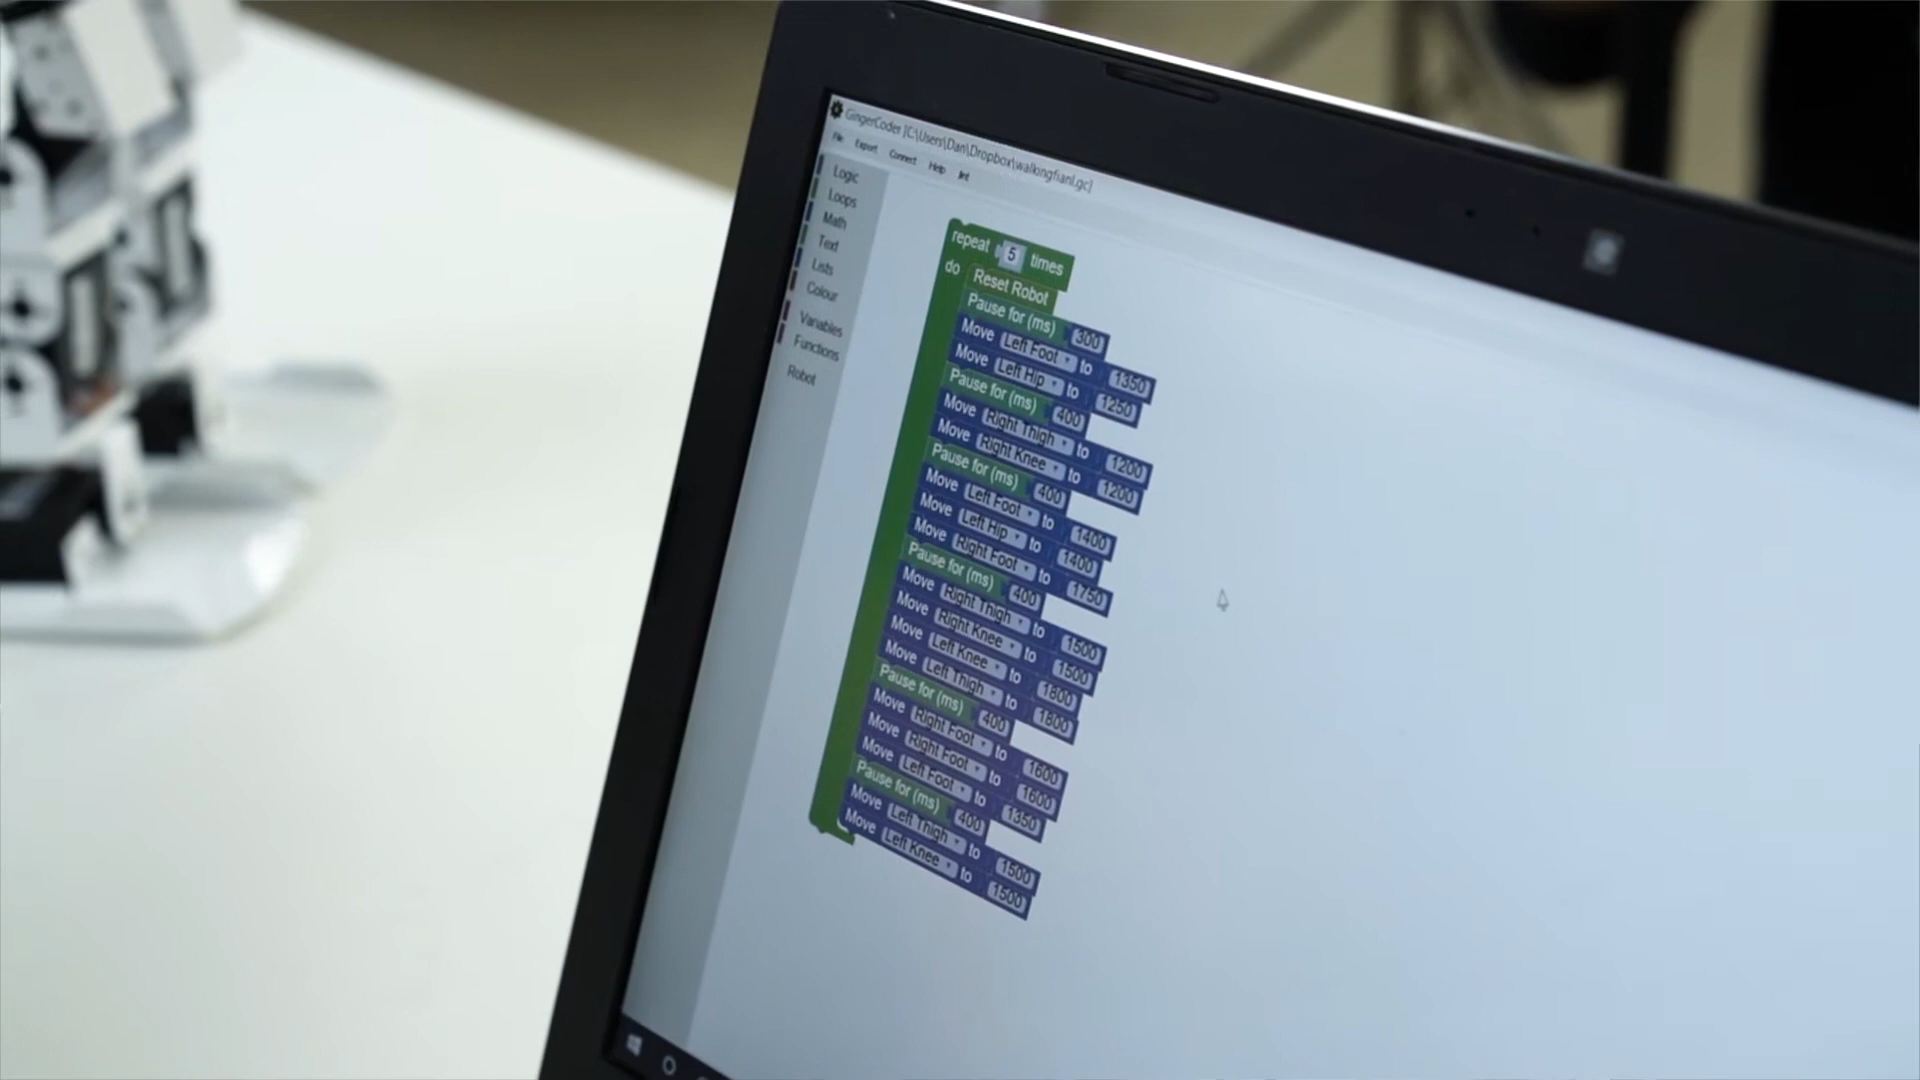 GingerCoder [C:\Users\Dan\Dropbox\walkingfianl.gc]
File Export Connect Help
Logic
Loops
Math
Text
Lists
Colour
Variables
Functions
Robot
repeat 5 times
do Reset Robot
Pause for (ms) 300
Move Left Foot to 1350
Move Left Hip to 1250
Pause for (ms) 400
Move Right Thigh to 1200
Move Right Knee to 1200
Pause for (ms) 400
Move Left Foot to 1400
Move Left Hip to 1400
Move Right Foot to 1750
Pause for (ms) 400
Move Right Thigh to 1500
Move Right Knee to 1500
Move Left Knee to 1800
Move Left Thigh to 1800
Pause for (ms) 400
Move Right Foot to 1600
Move Right Foot to 1600
Move Left Foot to 1350
Pause for (ms) 400
Move Left Thigh to 1500
Move Left Knee to 1500